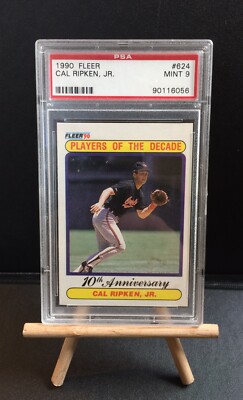 PSA
1990 FLEER #624
CAL RIPKEN, JR. MINT 9
90116056
FLEER '90
PLAYERS OF THE DECADE
10th Anniversary
CAL RIPKEN, JR.